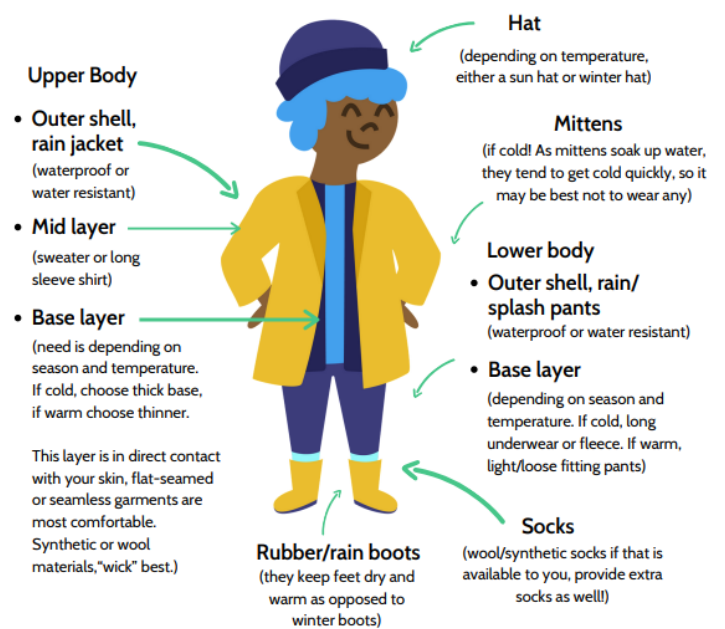 Upper Body
• Outer shell,
rain jacket
(waterproof or
water resistant)
• Mid layer
(sweater or long
sleeve shirt)
• Base layer
(need is depending on
season and temperature.
If cold, choose thick base,
if warm choose thinner.
This layer is in direct contact
with your skin, flat-seamed
or seamless garments are
most comfortable.
Synthetic or wool
materials,“wick” best.)
Hat
(depending on temperature,
either a sun hat or winter hat)
Mittens
(if cold! As mittens soak up water,
they tend to get cold quickly, so it
may be best not to wear any)
Lower body
• Outer shell, rain/
splash pants
(waterproof or water resistant)
• Base layer
(depending on season and
temperature. If cold, long
underwear or fleece. If warm,
light/loose fitting pants)
Socks
(wool/synthetic socks if that is
available to you, provide extra
socks as well!)
Rubber/rain boots
(they keep feet dry and
warm as opposed to
winter boots)